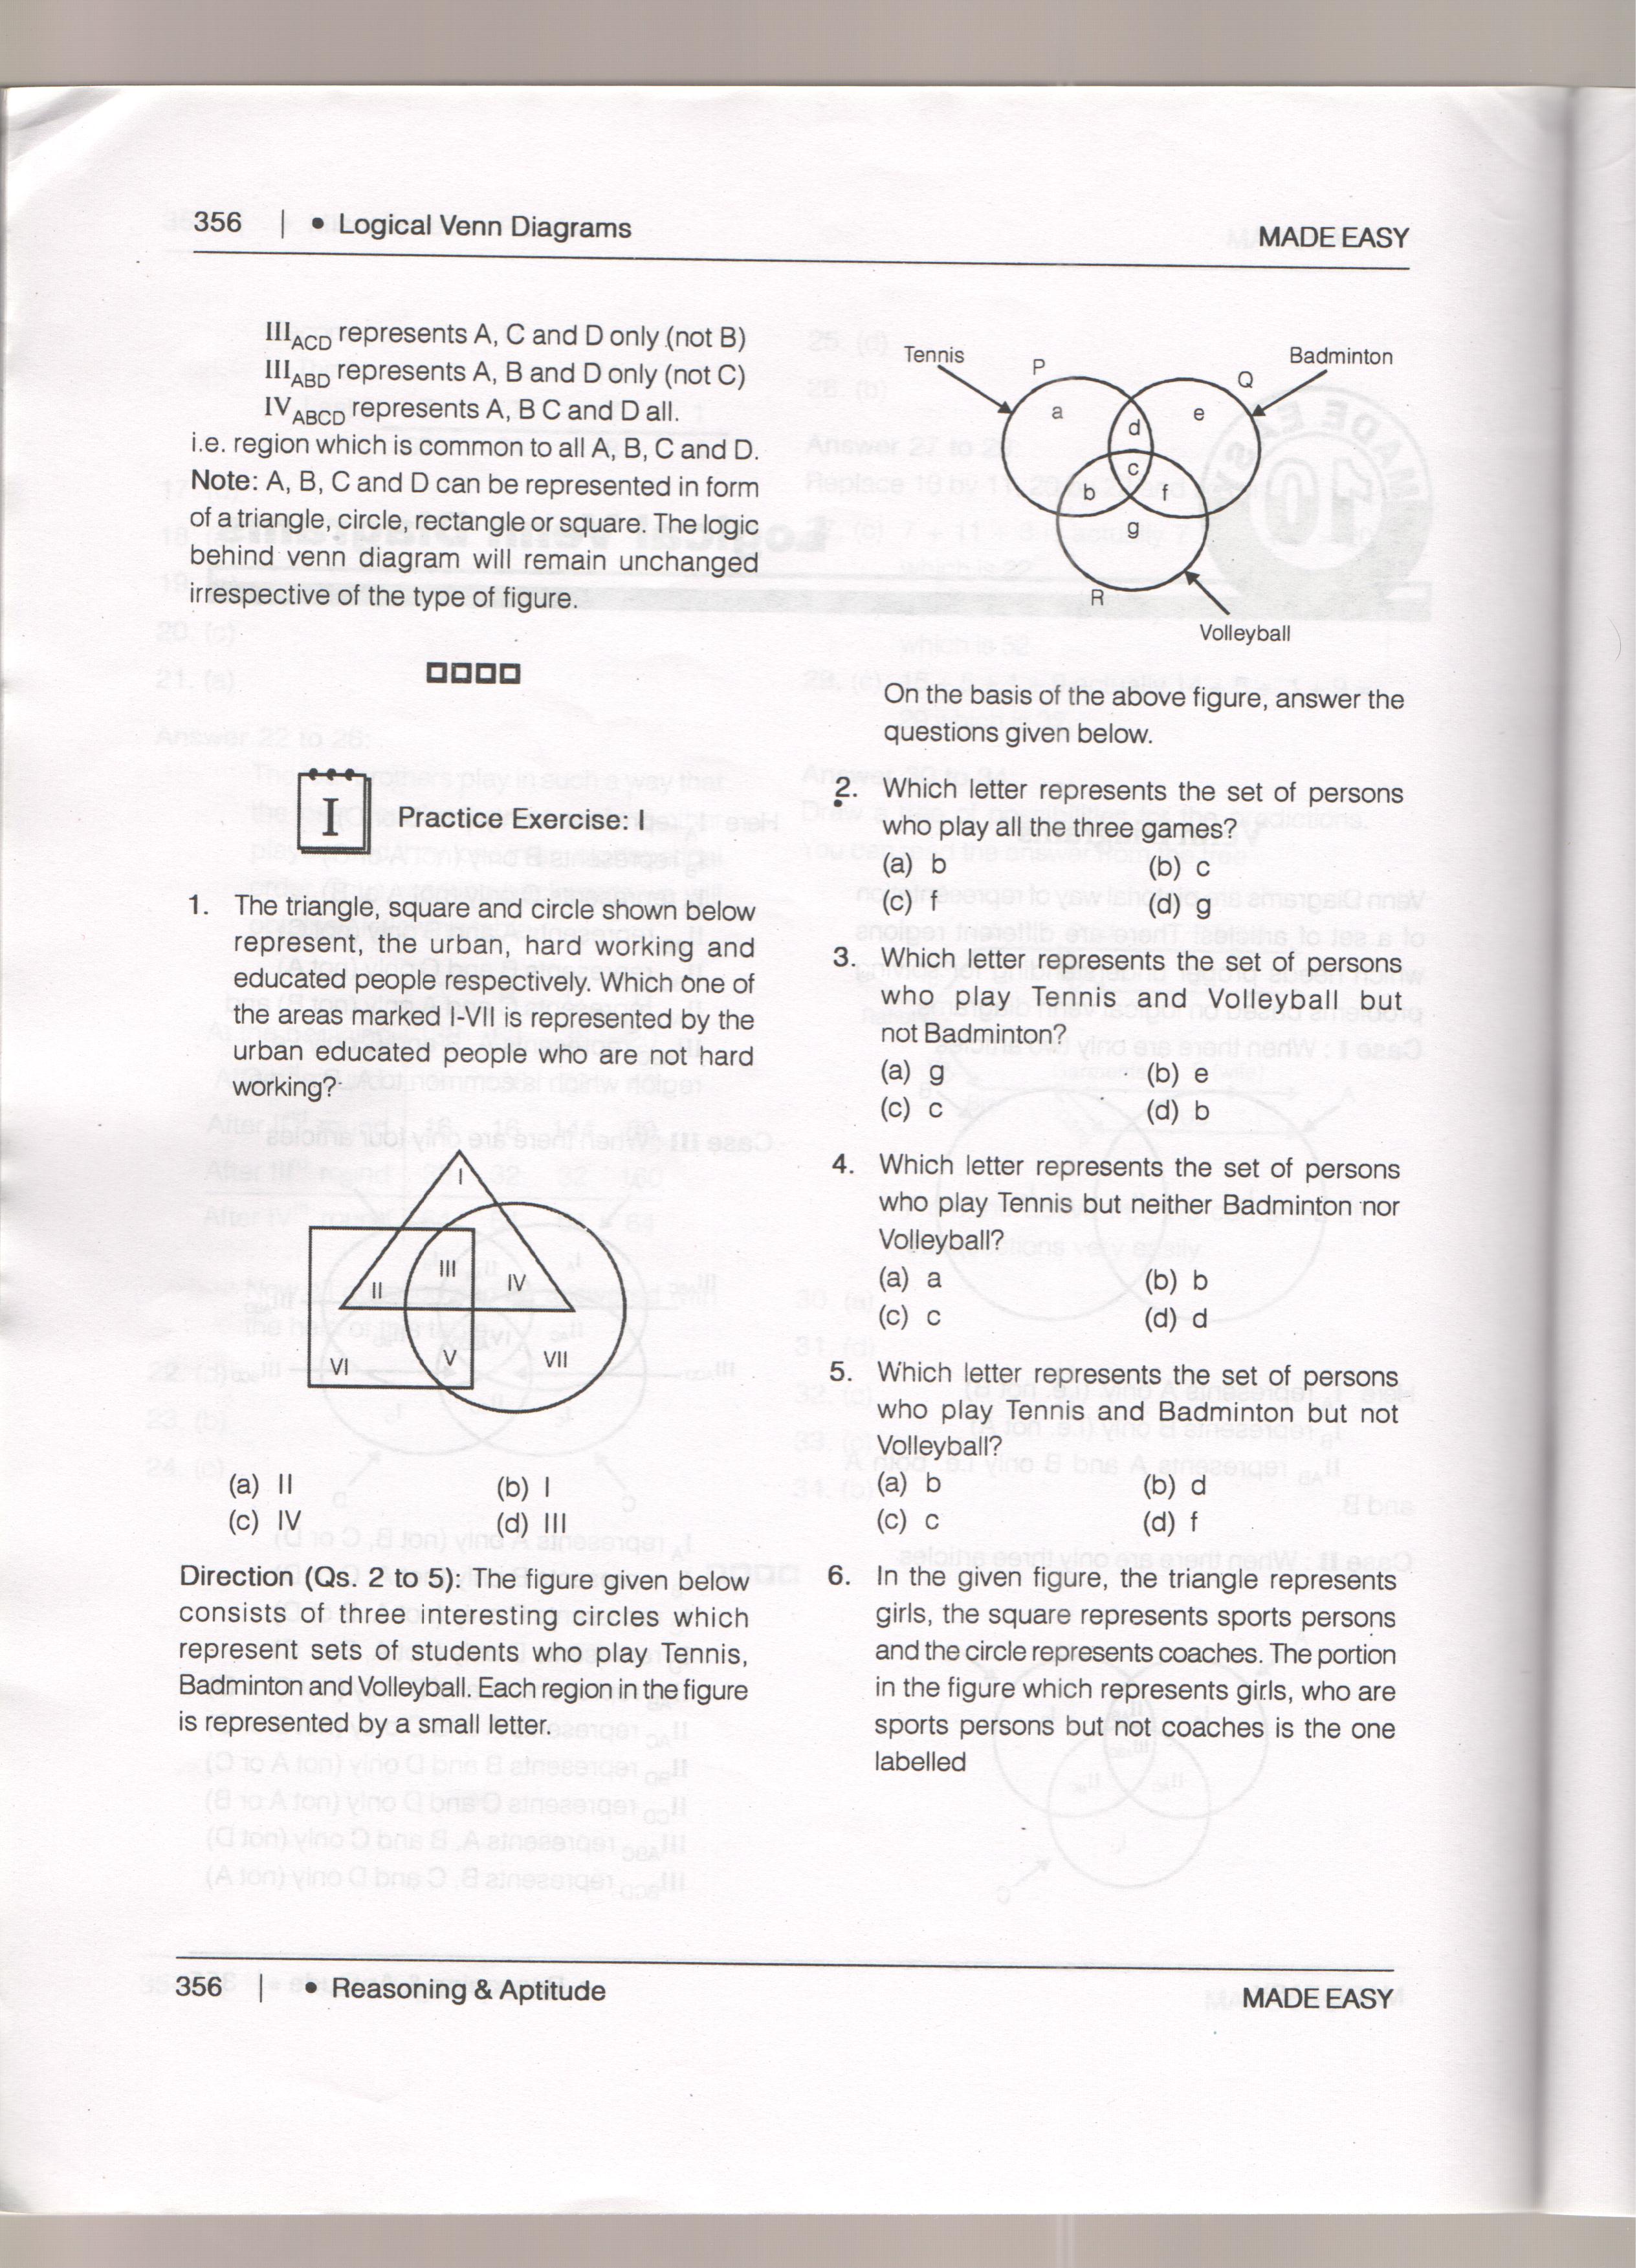 356 | • Logical Venn Diagrams
MADE EASY
III_ACD represents A, C and D only (not B)
III_ABD represents A, B and D only (not C)
IV_ABCD represents A, B C and D all.
i.e. region which is common to all A, B, C and D.
Note: A, B, C and D can be represented in form
of a triangle, circle, rectangle or square. The logic
behind venn diagram will remain unchanged
irrespective of the type of figure.
I
Practice Exercise: I
1. The triangle, square and circle shown below
represent, the urban, hard working and
educated people respectively. Which one of
the areas marked I-VII is represented by the
urban educated people who are not hard
working?
I
II
III
IV
V
VI
VII
(a) II (b) I
(c) IV (d) III
Direction (Qs. 2 to 5): The figure given below
consists of three interesting circles which
represent sets of students who play Tennis,
Badminton and Volleyball. Each region in the figure
is represented by a small letter.
Tennis
P
Q
Badminton
a
d
e
c
b
f
g
R
Volleyball
On the basis of the above figure, answer the
questions given below.
2. Which letter represents the set of persons
who play all the three games?
(a) b (b) c
(c) f (d) g
3. Which letter represents the set of persons
who play Tennis and Volleyball but
not Badminton?
(a) g (b) e
(c) c (d) b
4. Which letter represents the set of persons
who play Tennis but neither Badminton nor
Volleyball?
(a) a (b) b
(c) c (d) d
5. Which letter represents the set of persons
who play Tennis and Badminton but not
Volleyball?
(a) b (b) d
(c) c (d) f
6. In the given figure, the triangle represents
girls, the square represents sports persons
and the circle represents coaches. The portion
in the figure which represents girls, who are
sports persons but not coaches is the one
labelled
356 | • Reasoning & Aptitude
MADE EASY